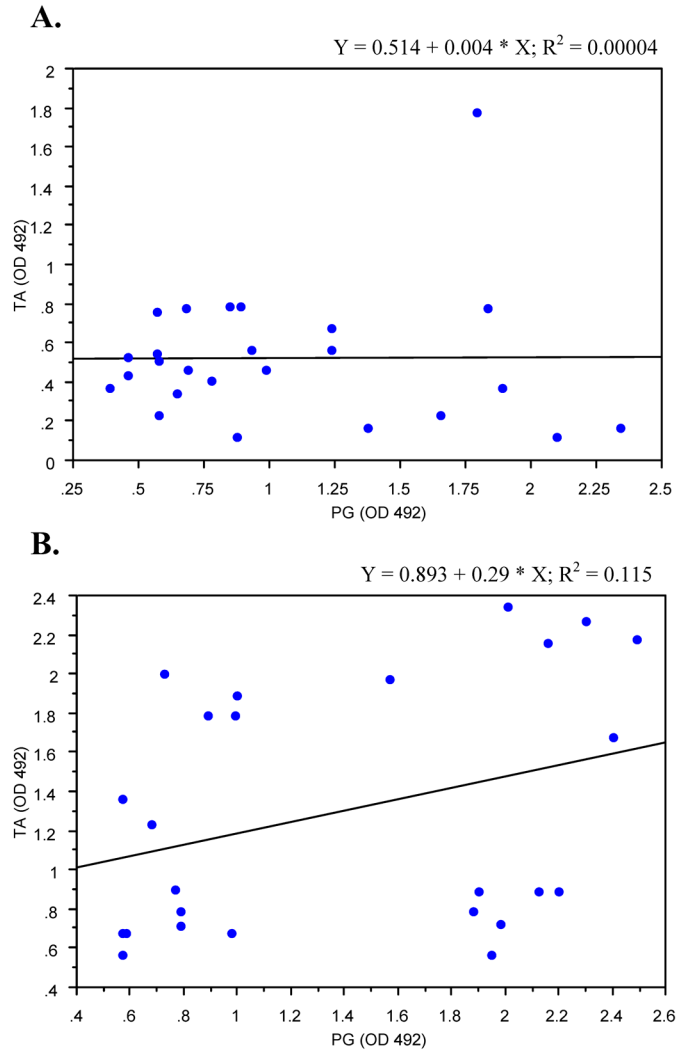 A.
Y = 0.514 + 0.004 * X; R² = 0.00004
2
1.8
1.6
1.4
1.2
1
.8
.6
.4
.2
0
TA (OD 492)
.25 .5 .75 1 1.25 1.5 1.75 2 2.25 2.5
PG (OD 492)
B.
Y = 0.893 + 0.29 * X; R² = 0.115
2.4
2.2
2
1.8
1.6
1.4
1.2
1
.8
.6
.4
TA (OD 492)
.4 .6 .8 1 1.2 1.4 1.6 1.8 2 2.2 2.4 2.6
PG (OD 492)